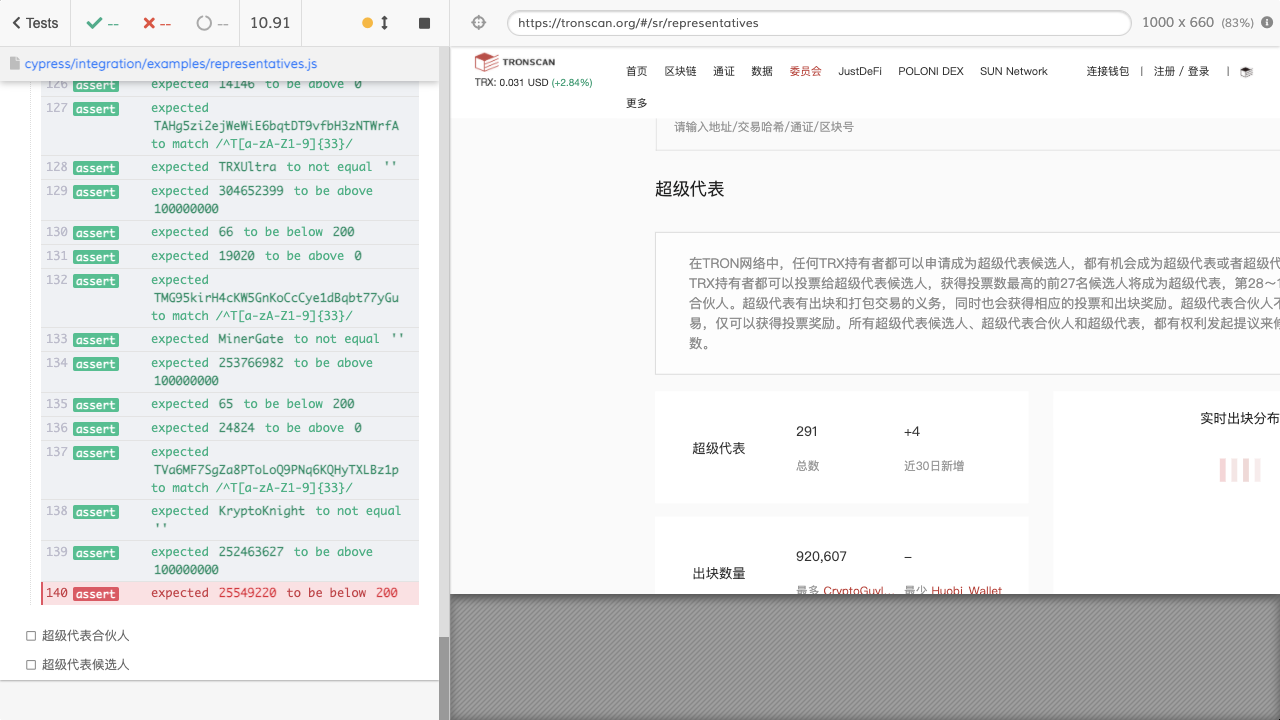 Tests
--
--
--
10.91
https://tronscan.org/#/sr/representatives
1000 x 660 (83%)
cypress/integration/examples/representatives.js
126 assert expected 14146 to be above 0
127 assert expected
TAHg5zi2ejWeWiE6bqtDT9vfbH3zNTWrfA
to match /^T[a-zA-Z1-9]{33}/
128 assert expected TRXUltra to not equal ''
129 assert expected 304652399 to be above
100000000
130 assert expected 66 to be below 200
131 assert expected 19020 to be above 0
132 assert expected
TMG95kirH4cKW5GnKoCcCye1dBqbt77yGu
to match /^T[a-zA-Z1-9]{33}/
133 assert expected MinerGate to not equal ''
134 assert expected 253766982 to be above
100000000
135 assert expected 65 to be below 200
136 assert expected 24824 to be above 0
137 assert expected
TVa6MF7SgZa8PToLoQ9PNq6KQHyTXLBz1p
to match /^T[a-zA-Z1-9]{33}/
138 assert expected KryptoKnight to not equal
''
139 assert expected 252463627 to be above
100000000
140 assert expected 25549220 to be below 200
超级代表合伙人
超级代表候选人
TRONSCAN
TRX: 0.031 USD (+2.84%)
首页 区块链 通证 数据 委员会 JustDeFi POLONI DEX SUN Network 连接钱包 | 注册 / 登录 |
更多
请输入地址/交易哈希/通证/区块号
超级代表
在TRON网络中，任何TRX持有者都可以申请成为超级代表候选人，都有机会成为超级代表或者超级代
TRX持有者都可以投票给超级代表候选人，获得投票数最高的前27名候选人将成为超级代表，第28～1
合伙人。超级代表有出块和打包交易的义务，同时也会获得相应的投票和出块奖励。超级代表合伙人不
易，仅可以获得投票奖励。所有超级代表候选人、超级代表合伙人和超级代表，都有权利发起提议来修
数。
超级代表
291
总数
+4
近30日新增
实时出块分布
出块数量
920,607
最多 CryptoGuyI...
–
最少 Huobi_Wallet